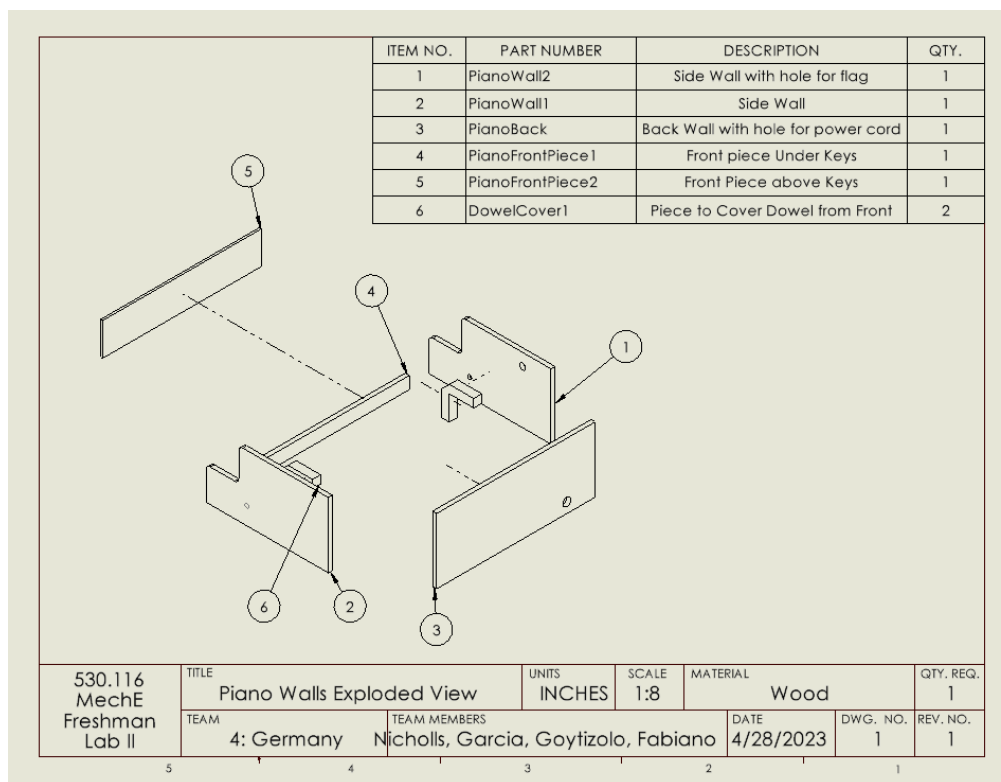 ITEM NO. PART NUMBER DESCRIPTION QTY.
1 PianoWall2 Side Wall with hole for flag 1
2 PianoWall1 Side Wall 1
3 PianoBack Back Wall with hole for power cord 1
4 PianoFrontPiece1 Front piece Under Keys 1
5 PianoFrontPiece2 Front Piece above Keys 1
6 DowelCover1 Piece to Cover Dowel from Front 2
5
4
1
6
2
3
530.116
MechE
Freshman
Lab II
TITLE
Piano Walls Exploded View
UNITS
INCHES
SCALE
1:8
MATERIAL
Wood
QTY. REQ.
1
TEAM
4: Germany
TEAM MEMBERS
Nicholls, Garcia, Goytizolo, Fabiano
DATE
4/28/2023
DWG. NO.
1
REV. NO.
1
5 4 3 2 1